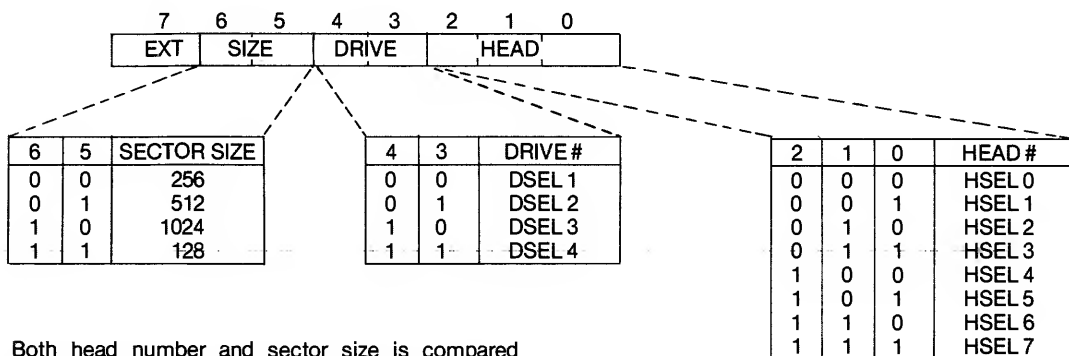 7 6 5 4 3 2 1 0
EXT SIZE DRIVE HEAD
6 5 SECTOR SIZE
0 0 256
0 1 512
1 0 1024
1 1 128
4 3 DRIVE #
0 0 DSEL 1
0 1 DSEL 2
1 0 DSEL 3
1 1 DSEL 4
2 1 0 HEAD #
0 0 0 HSEL 0
0 0 1 HSEL 1
0 1 0 HSEL 2
0 1 1 HSEL 3
1 0 0 HSEL 4
1 0 1 HSEL 5
1 1 0 HSEL 6
1 1 1 HSEL 7
Both head number and sector size is compared